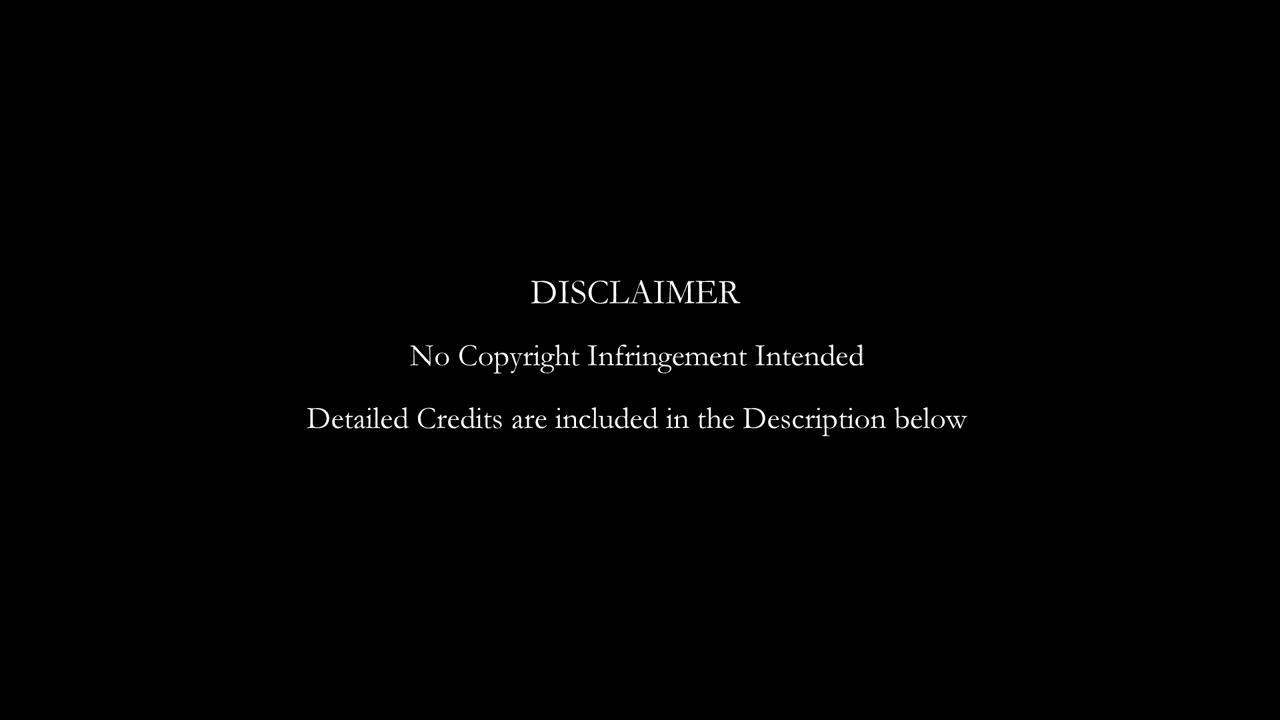 DISCLAIMER
No Copyright Infringement Intended
Detailed Credits are included in the Description below